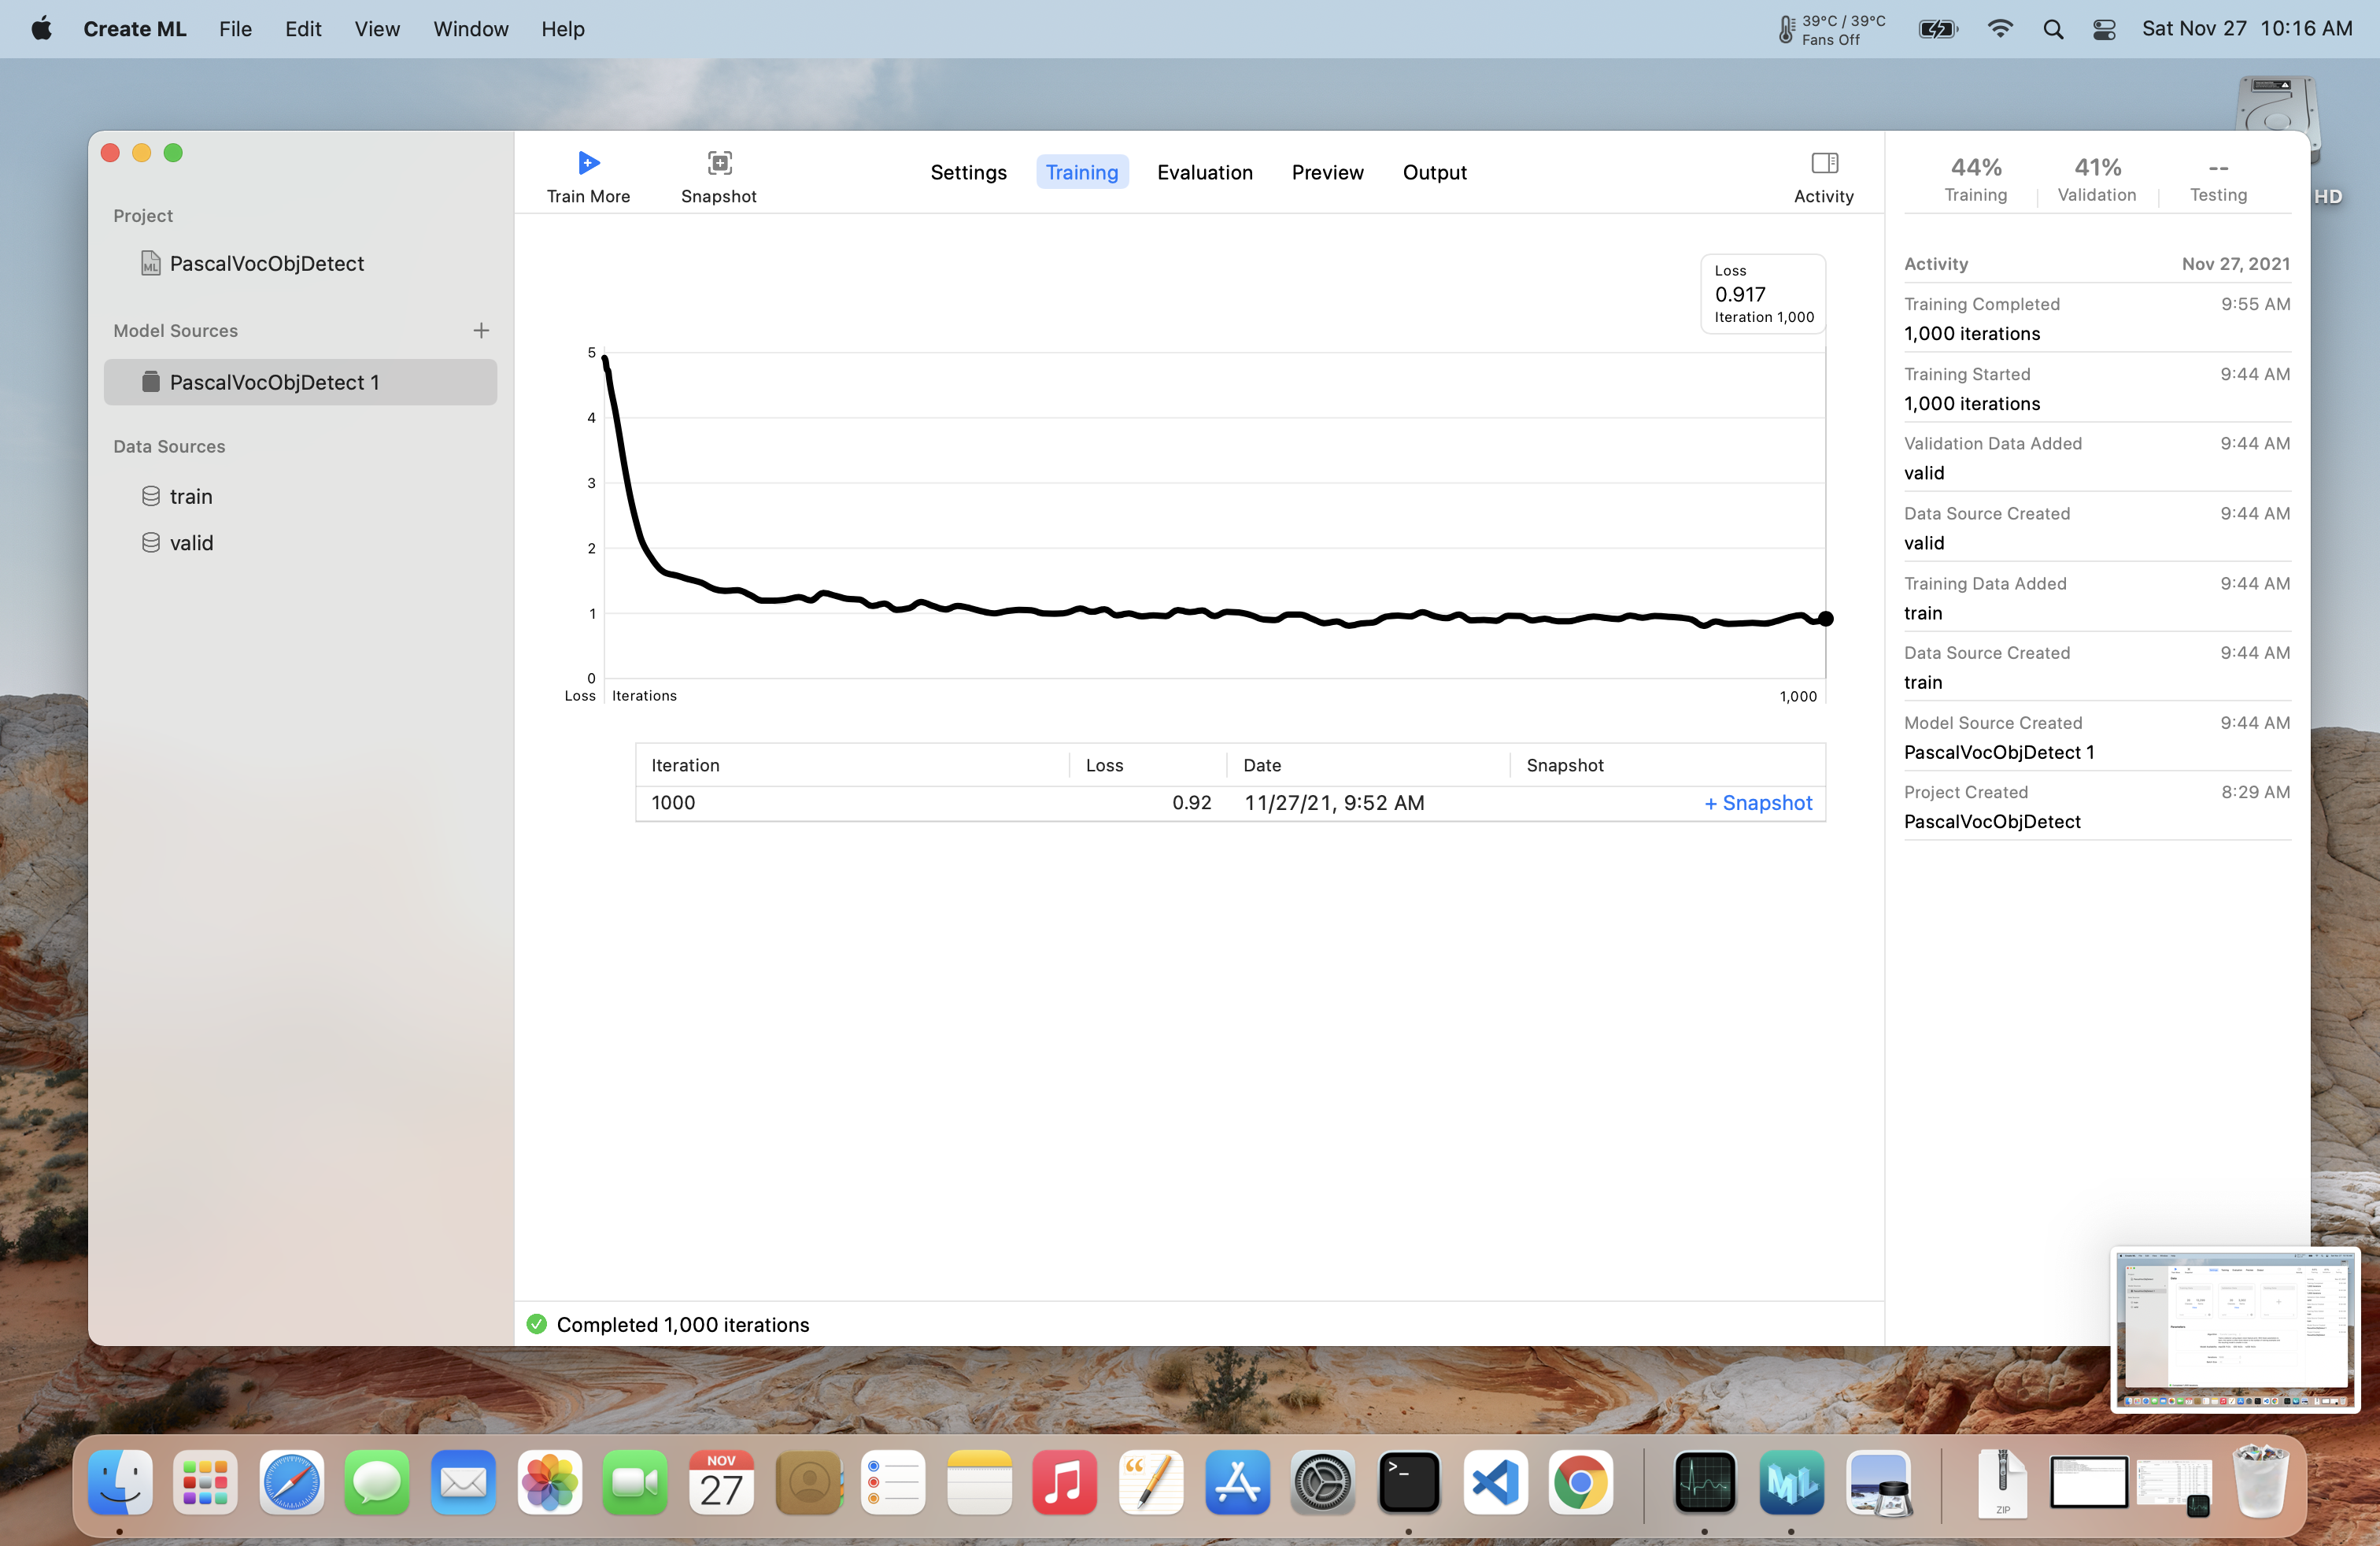 Create ML File Edit View Window Help
39°C / 39°C
Fans Off
Sat Nov 27 10:16 AM
HD
Project
PascalVocObjDetect
Model Sources
PascalVocObjDetect 1
Data Sources
train
valid
Train More
Snapshot
Settings Training Evaluation Preview Output
Activity
Loss
0.917
Iteration 1,000
5
4
3
2
1
0
Loss Iterations 1,000
Iteration Loss Date Snapshot
1000 0.92 11/27/21, 9:52 AM + Snapshot
Completed 1,000 iterations
44% 41% --
Training Validation Testing
Activity Nov 27, 2021
Training Completed 9:55 AM
1,000 iterations
Training Started 9:44 AM
1,000 iterations
Validation Data Added 9:44 AM
valid
Data Source Created 9:44 AM
valid
Training Data Added 9:44 AM
train
Data Source Created 9:44 AM
train
Model Source Created 9:44 AM
PascalVocObjDetect 1
Project Created 8:29 AM
PascalVocObjDetect
NOV
27
ZIP